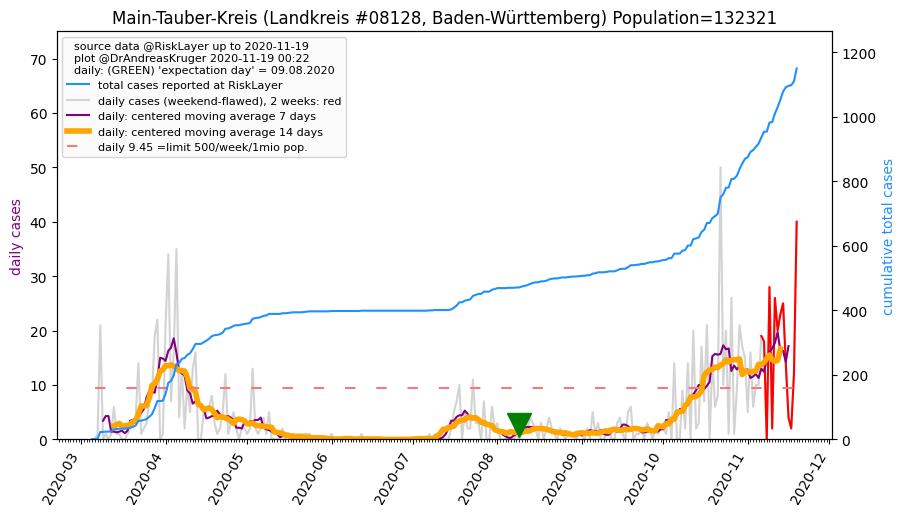 Main-Tauber-Kreis (Landkreis #08128, Baden-Württemberg) Population=132321
source data @RiskLayer up to 2020-11-19
plot @DrAndreasKruger 2020-11-19 00:22
daily: (GREEN) 'expectation day' = 09.08.2020
total cases reported at RiskLayer
daily cases (weekend-flawed), 2 weeks: red
daily: centered moving average 7 days
daily: centered moving average 14 days
daily 9.45 =limit 500/week/1mio pop.
daily cases
70
60
50
40
30
20
10
0
cumulative total cases
1200
1000
800
600
400
200
0
2020-03
2020-04
2020-05
2020-06
2020-07
2020-08
2020-09
2020-10
2020-11
2020-12